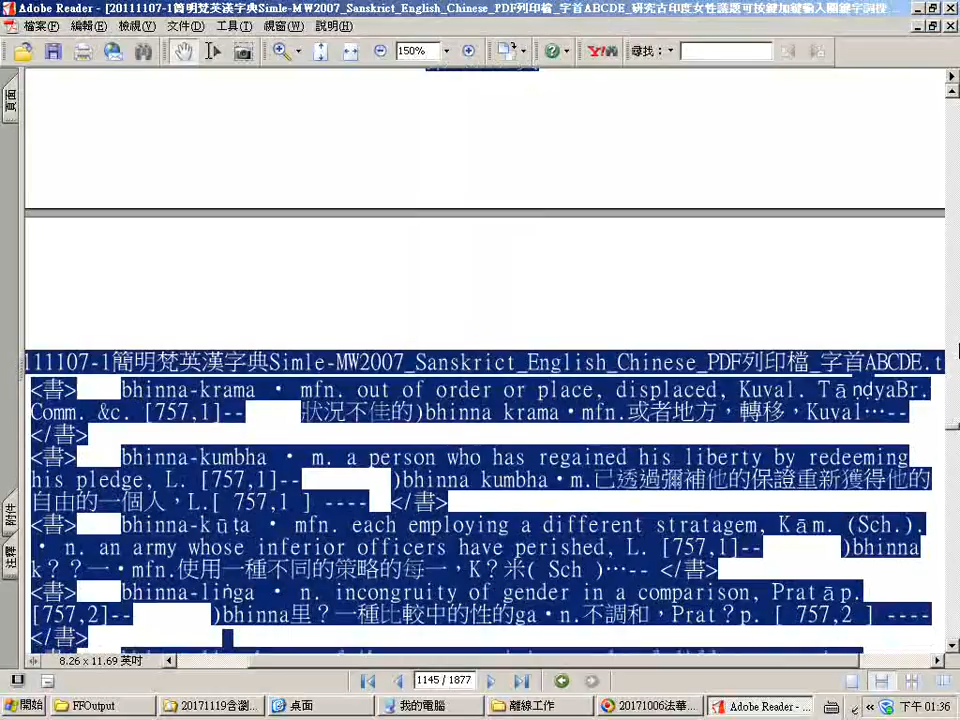 Adobe Reader - [20111107-1簡明梵英漢字典Simle-MW2007_Sanskrict_English_Chinese_PDF列印檔_字首ABCDE_研究古印度女性議題可按鍵加鍵輸入關鍵字詞搜
檔案(F) 編輯(E) 檢視(V) 文件(D) 工具(T) 視窗(W) 說明(H)
150% Y! 尋找：
頁面
111107-1簡明梵英漢字典Simle-MW2007_Sanskrict_English_Chinese_PDF列印檔_字首ABCDE.t
<書> bhinna-krama · mfn. out of order or place, displaced, Kuval. TāṇḍyaBr.
Comm. &c. [757,1]-- 狀況不佳的)bhinna krama·mfn.或者地方，轉移，Kuval…--
</書>
<書> bhinna-kumbha · m. a person who has regained his liberty by redeeming
his pledge, L. [757,1]-- )bhinna kumbha·m.已透過彌補他的保證重新獲得他的
自由的一個人，L.[ 757,1 ] ---- </書>
<書> bhinna-kūṭa · mfn. each employing a different stratagem, Kām. (Sch.).
· n. an army whose inferior officers have perished, L. [757,1]-- )bhinna
k？？一·mfn.使用一種不同的策略的每一，K？米( Sch )…-- </書>
<書> bhinna-liṅga · n. incongruity of gender in a comparison, Pratāp.
[757,2]-- )bhinna里？一種比較中的性的ga·n.不調和，Prat？p. [ 757,2 ] ----
</書>
附件
注釋
8.26 x 11.69 英吋
1145 / 1877
開始 FFOutput 20171119含瀏... 桌面 我的電腦 離線工作 20171006法華... Adobe Reader - ... 下午 01:36